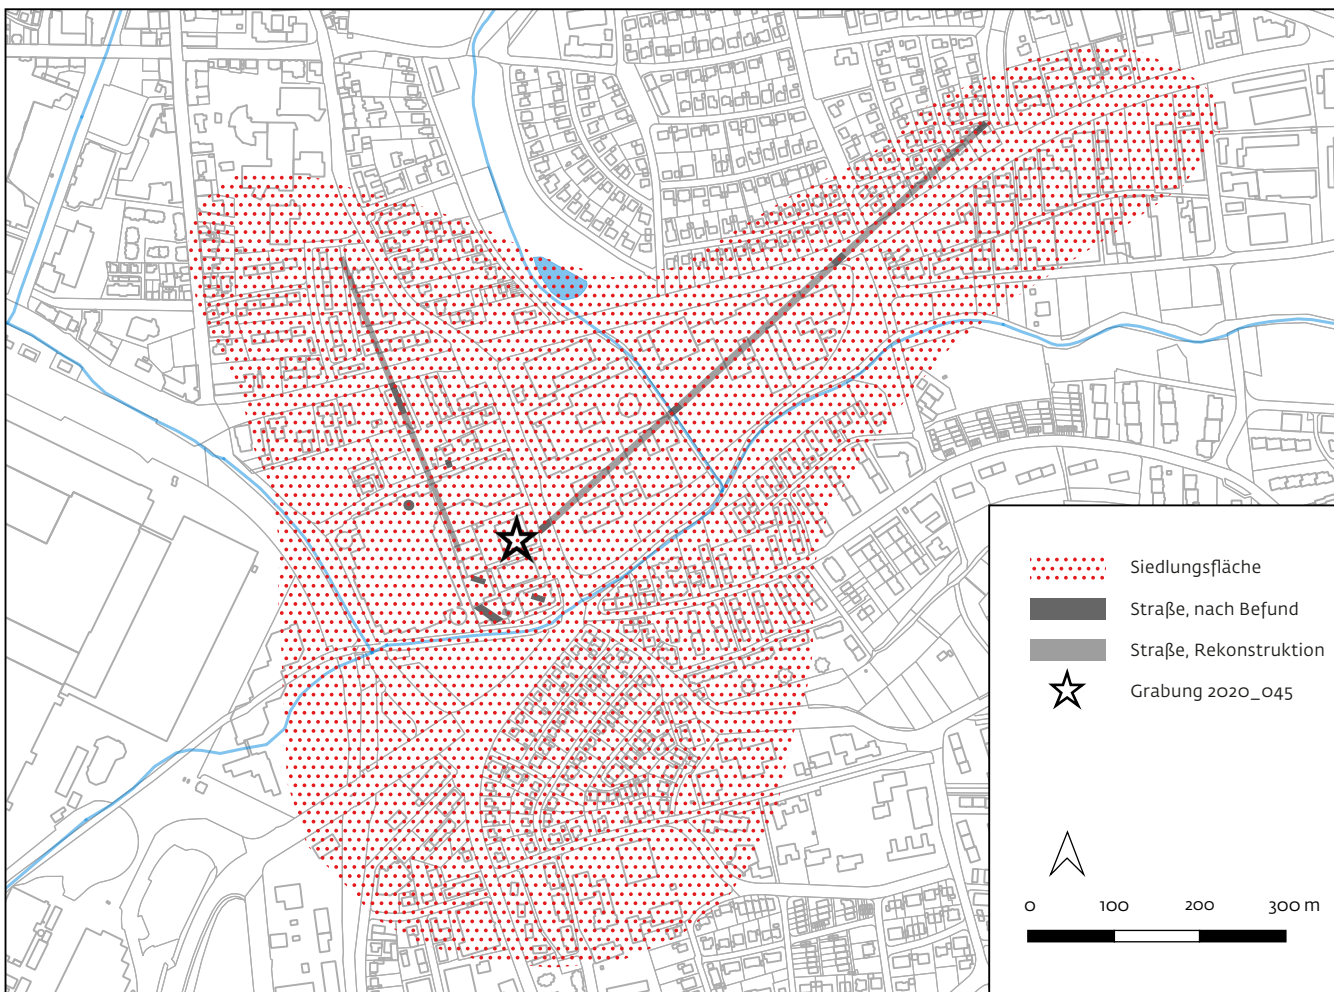 Siedlungsfläche
Straße, nach Befund
Straße, Rekonstruktion
Grabung 2020_045
0 100 200 300 m